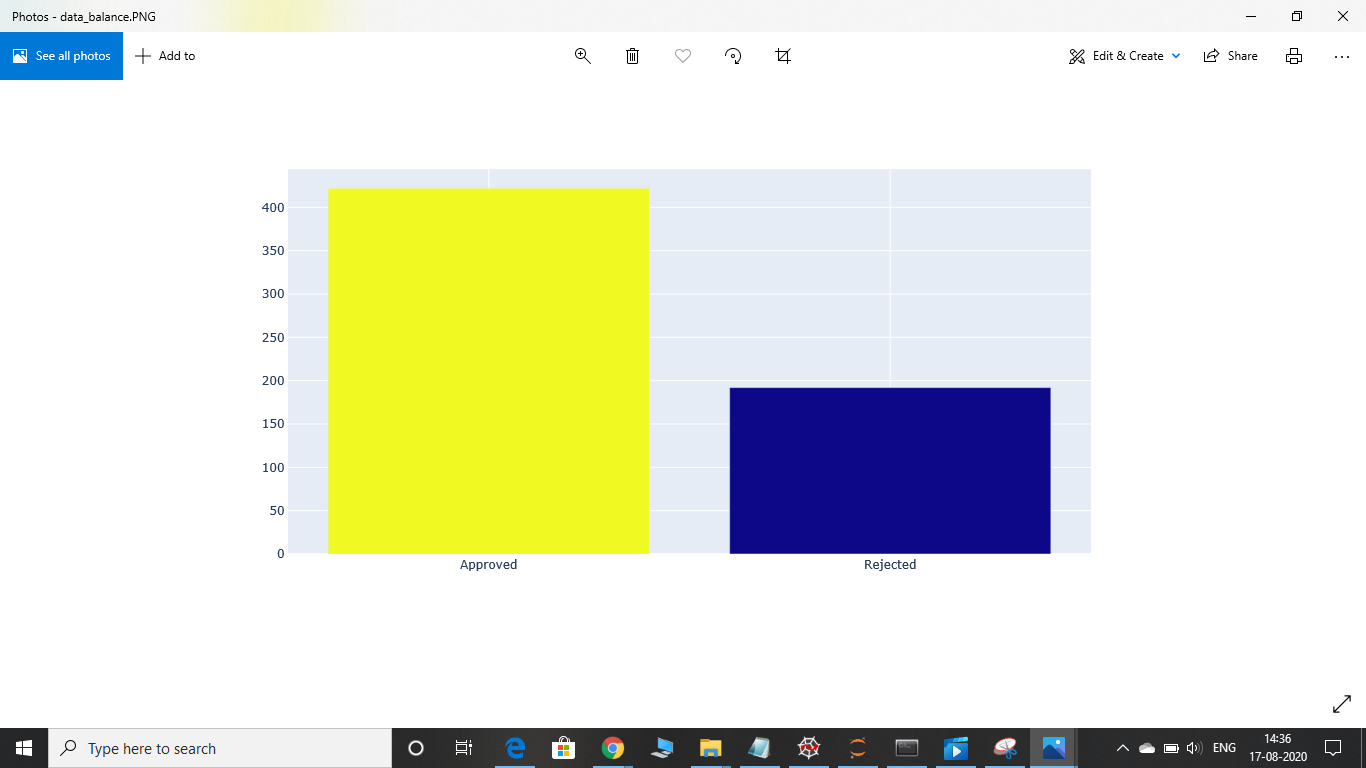 Photos - data_balance.PNG
See all photos
Add to
Edit & Create
Share
400
350
300
250
200
150
100
50
0
Approved
Rejected
Type here to search
ENG
14:36
17-08-2020